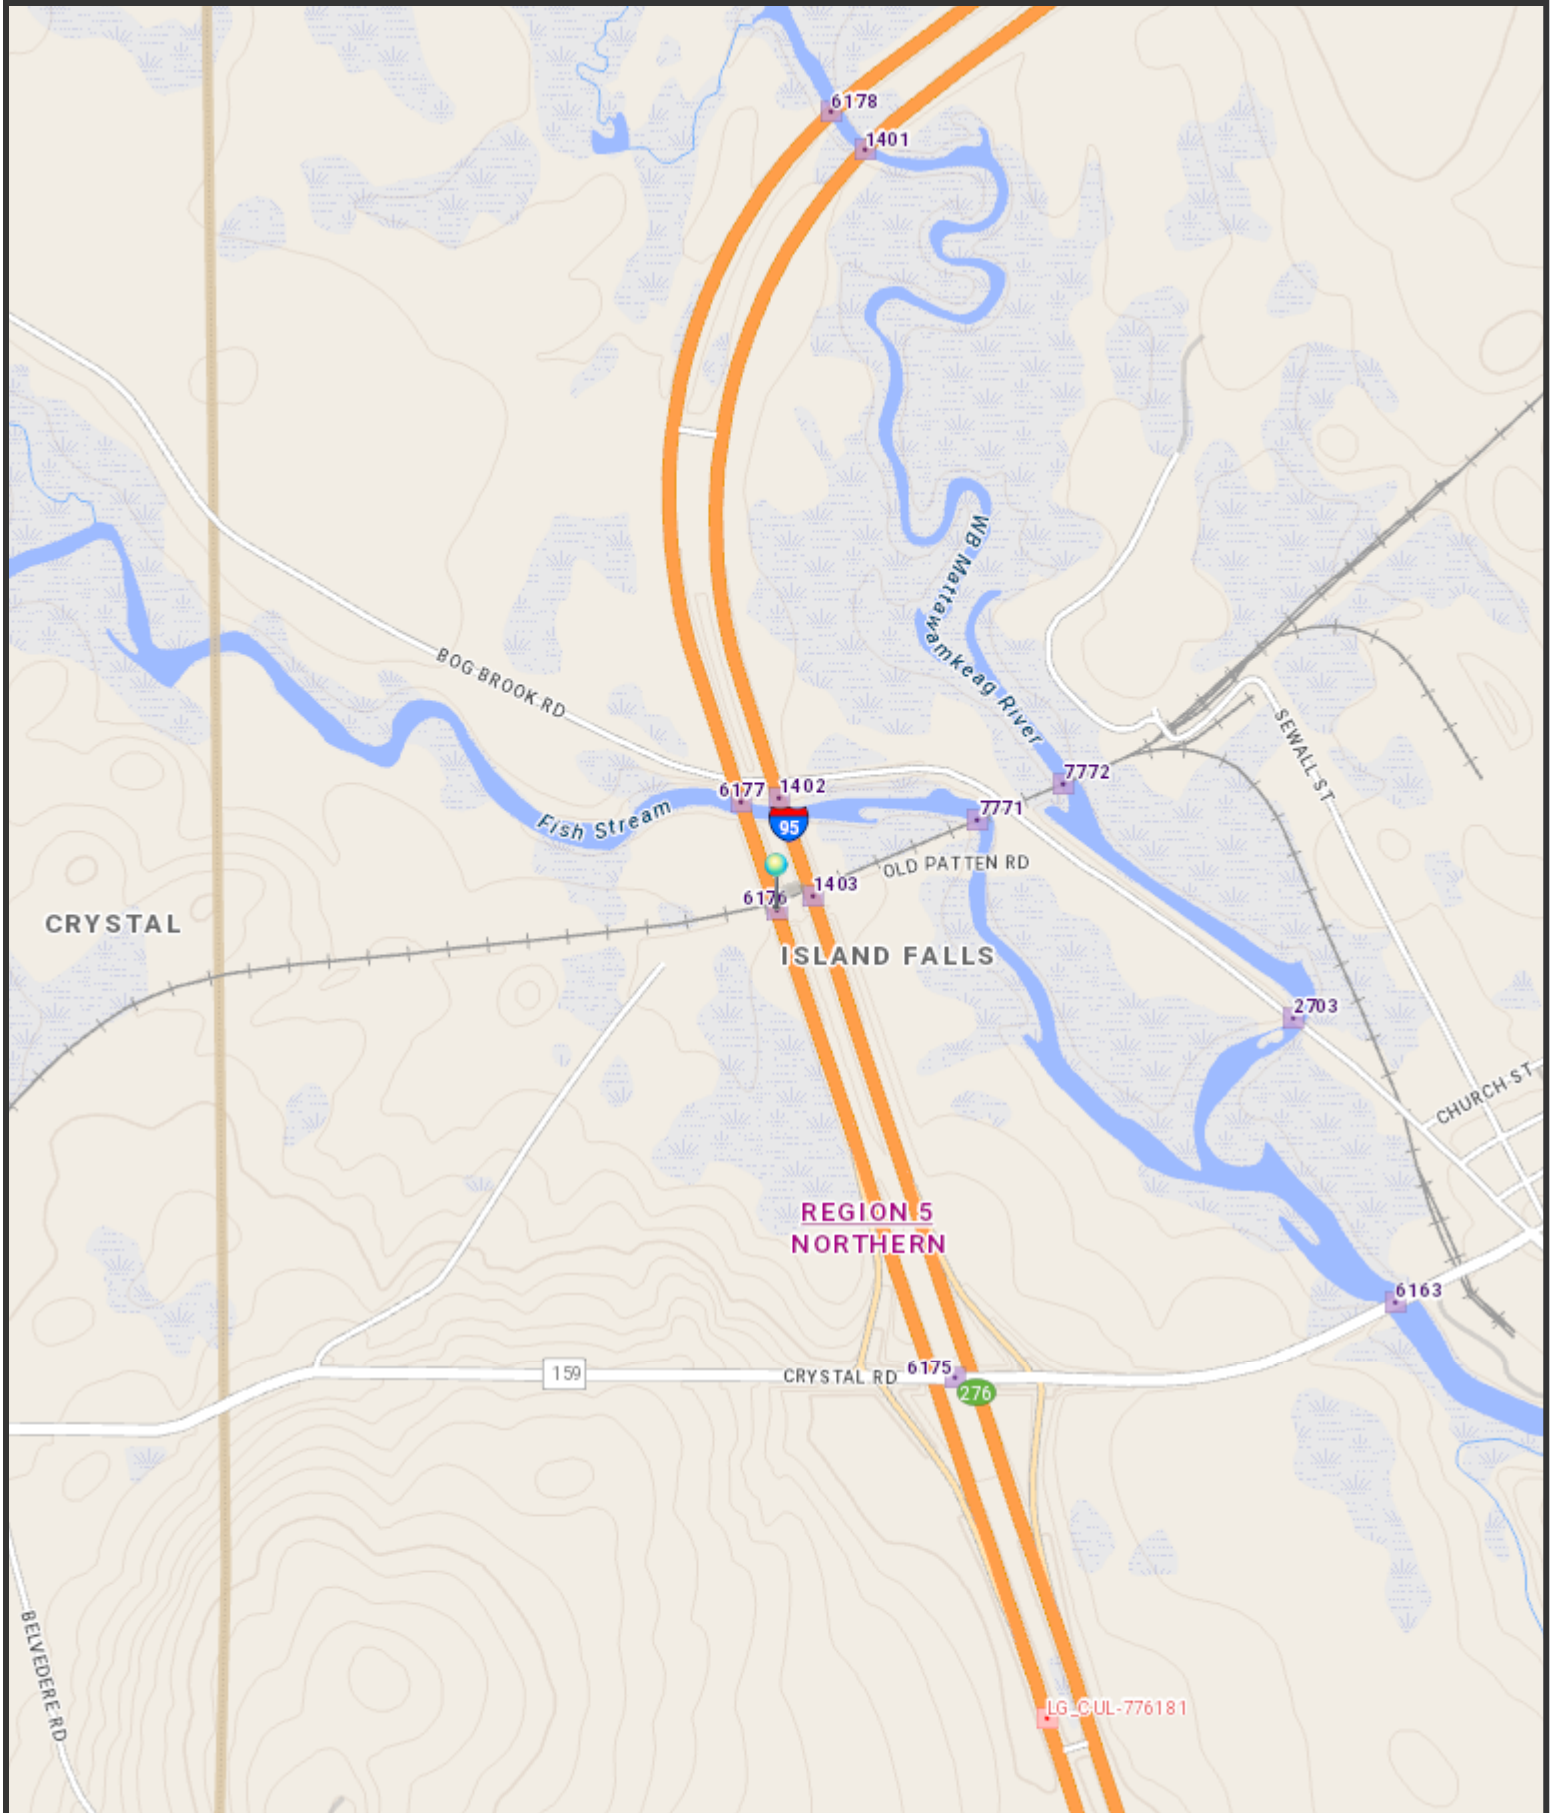 6178
1401
WB Mattawamkeag River
BOG BROOK RD
SEWALL ST
7772
6177
1402
7771
Fish Stream
95
OLD PATTEN RD
1403
6176
CRYSTAL
ISLAND FALLS
2703
CHURCH ST
REGION 5
NORTHERN
6163
6175
159
CRYSTAL RD
276
BELVEDERE RD
LG_CUL-776181